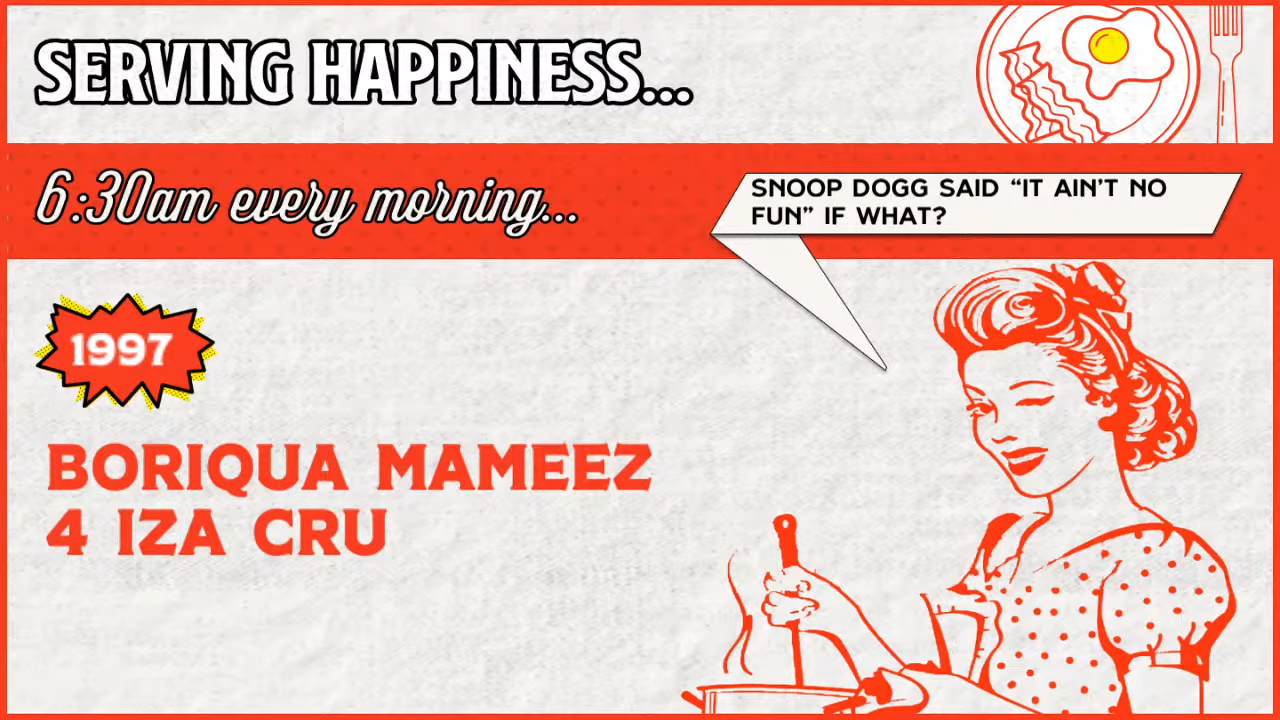 SERVING HAPPINESS...
6:30am every morning...
SNOOP DOGG SAID “IT AIN’T NO
FUN” IF WHAT?
1997
BORIQUA MAMEEZ
4 IZA CRU